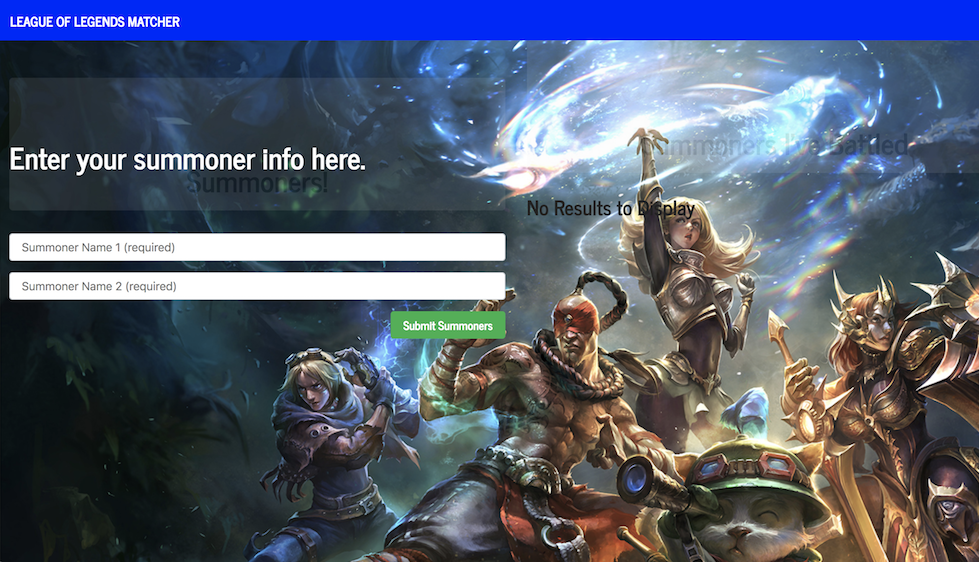 LEAGUE OF LEGENDS MATCHER
Enter your summoner info here.
Summoners!
Summoner Name 1 (required)
Summoner Name 2 (required)
Submit Summoners
Summoners I've Battled
No Results to Display